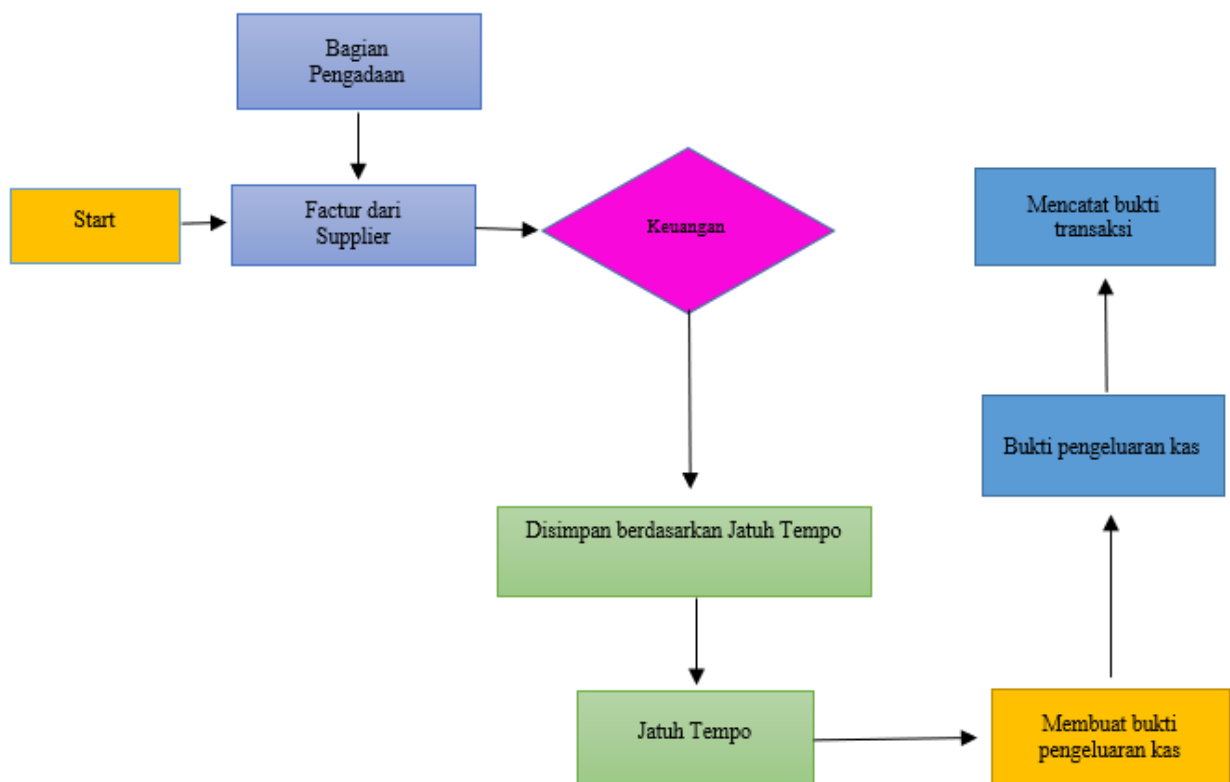 Bagian
Pengadaan
Start
Factur dari
Supplier
Keuangan
Mencatat bukti
transaksi
Bukti pengeluaran kas
Disimpan berdasarkan Jatuh Tempo
Jatuh Tempo
Membuat bukti
pengeluaran kas